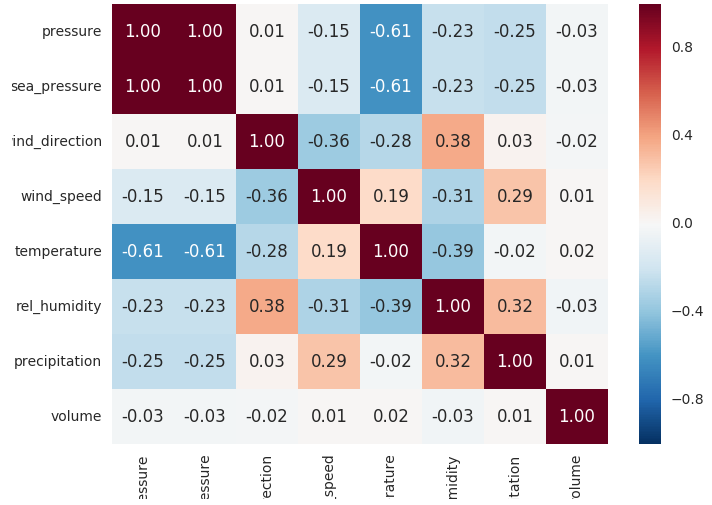 pressure 1.00 1.00 0.01 -0.15 -0.61 -0.23 -0.25 -0.03
sea_pressure 1.00 1.00 0.01 -0.15 -0.61 -0.23 -0.25 -0.03
ind_direction 0.01 0.01 1.00 -0.36 -0.28 0.38 0.03 -0.02
wind_speed -0.15 -0.15 -0.36 1.00 0.19 -0.31 0.29 0.01
temperature -0.61 -0.61 -0.28 0.19 1.00 -0.39 -0.02 0.02
rel_humidity -0.23 -0.23 0.38 -0.31 -0.39 1.00 0.32 -0.03
precipitation -0.25 -0.25 0.03 0.29 -0.02 0.32 1.00 0.01
volume -0.03 -0.03 -0.02 0.01 0.02 -0.03 0.01 1.00
essure
essure
ection
_speed
rature
midity
tation
olume
0.8
0.4
0.0
−0.4
−0.8